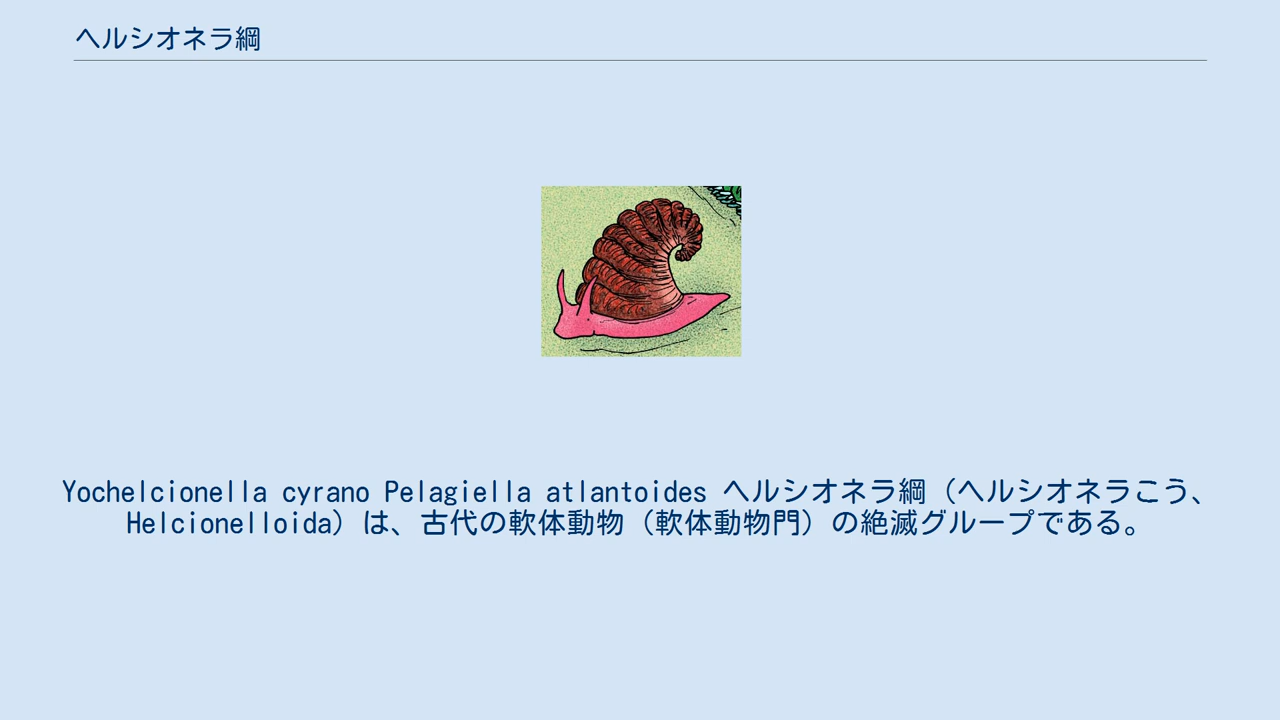 ヘルシオネラ綱
Yochelcionella cyrano Pelagiella atlantoides ヘルシオネラ綱（ヘルシオネラこう、
Helcionelloida）は、古代の軟体動物（軟体動物門）の絶滅グループである。